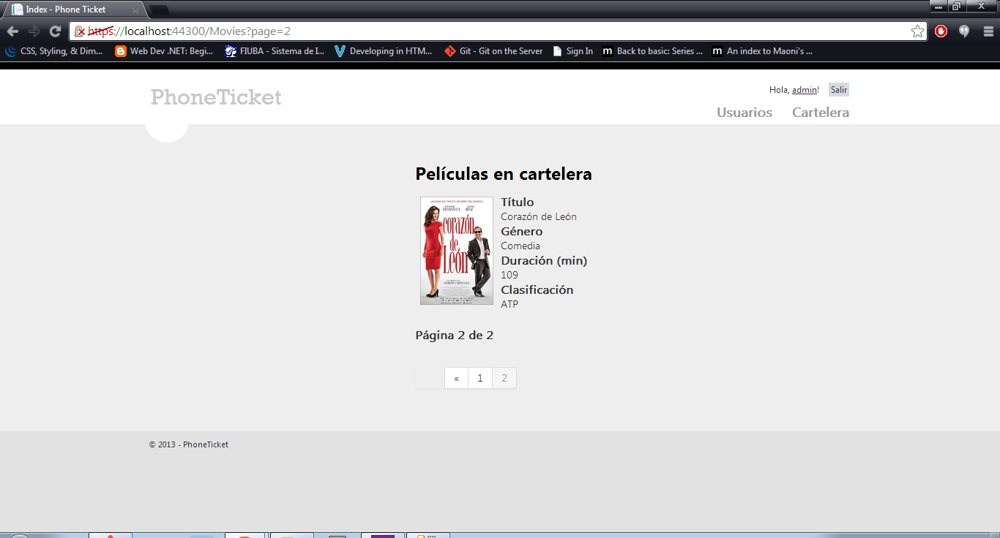 Index - Phone Ticket
https://localhost:44300/Movies?page=2
CSS, Styling, & Dim... Web Dev .NET: Begi... FIUBA - Sistema de I... Developing in HTM... Git - Git on the Server Sign In Back to basic: Series ... An index to Maoni's ...
PhoneTicket
Hola, admin! Salir
Usuarios Cartelera
Películas en cartelera
corazón
de
León
Título
Corazón de León
Género
Comedia
Duración (min)
109
Clasificación
ATP
Página 2 de 2
« 1 2
© 2013 - PhoneTicket